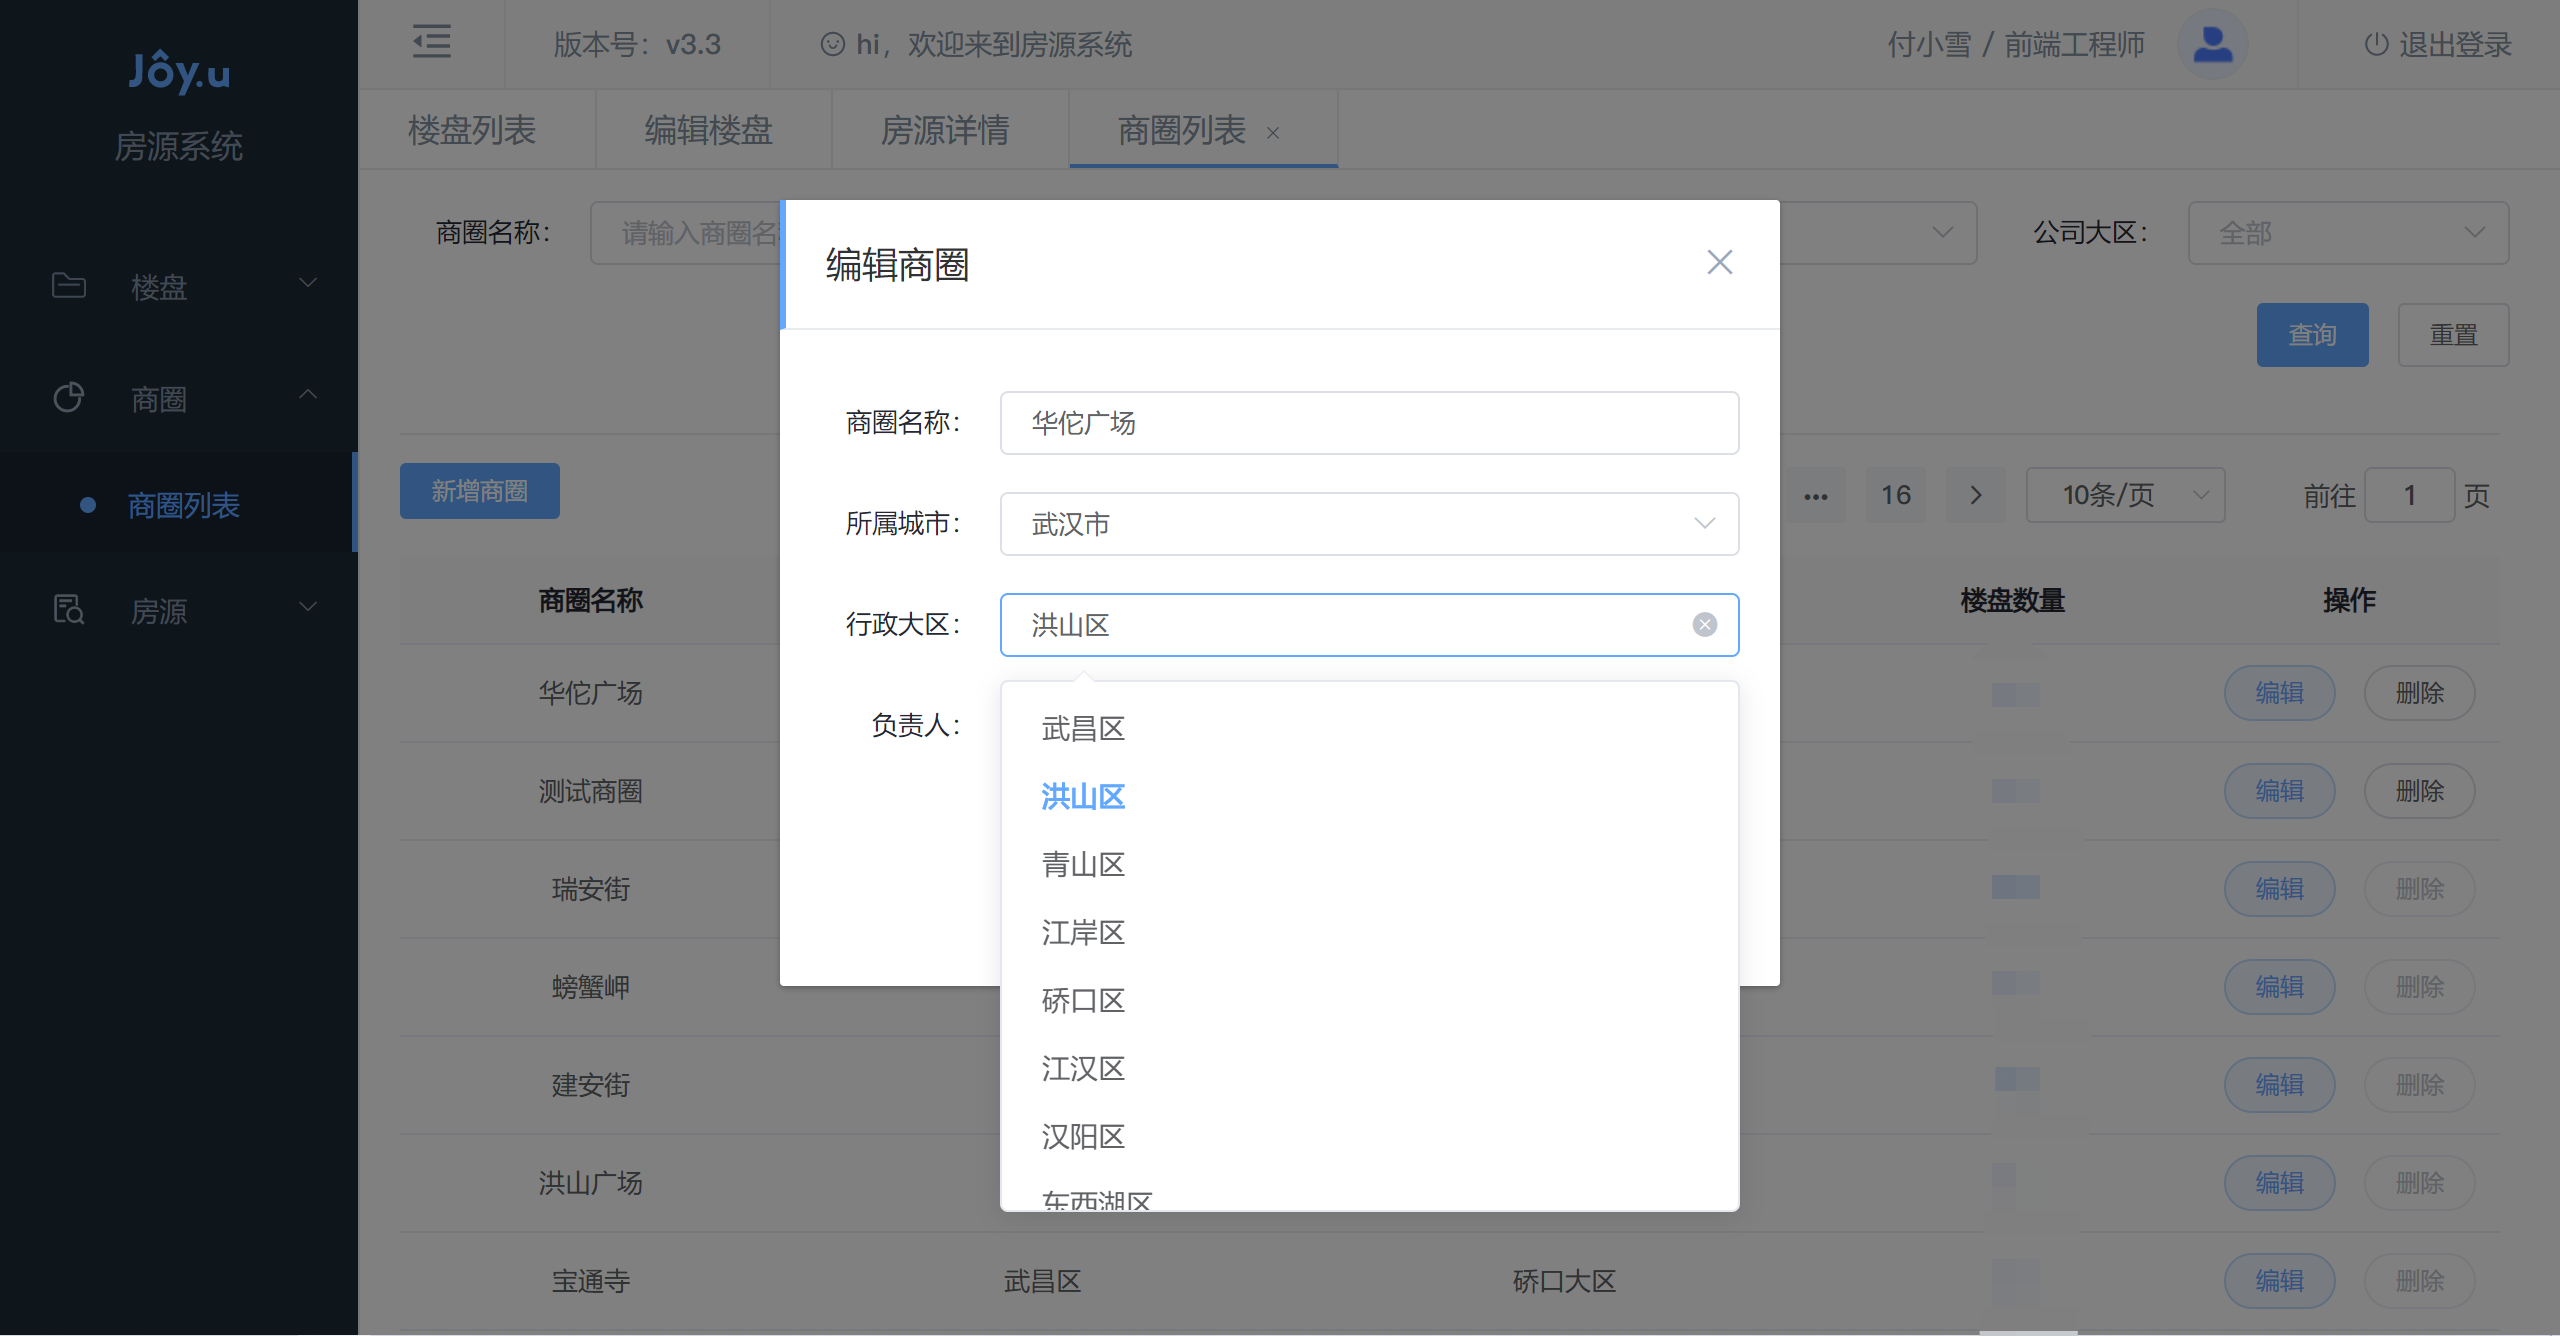 Jôy.u
房源系统
楼盘
商圈
商圈列表
房源
版本号：v3.3
hi，欢迎来到房源系统
付小雪 / 前端工程师
退出登录
楼盘列表
编辑楼盘
房源详情
商圈列表 ×
商圈名称：
请输入商圈名
公司大区：
全部
查询
重置
新增商圈
•••
16
10条/页
前往 1 页
商圈名称
楼盘数量
操作
华佗广场
编辑
删除
测试商圈
编辑
删除
瑞安街
编辑
删除
螃蟹岬
编辑
删除
建安街
编辑
删除
洪山广场
编辑
删除
宝通寺
武昌区
硚口大区
编辑
删除
编辑商圈
商圈名称：
华佗广场
所属城市：
武汉市
行政大区：
洪山区
负责人：
武昌区
洪山区
青山区
江岸区
硚口区
江汉区
汉阳区
东西湖区